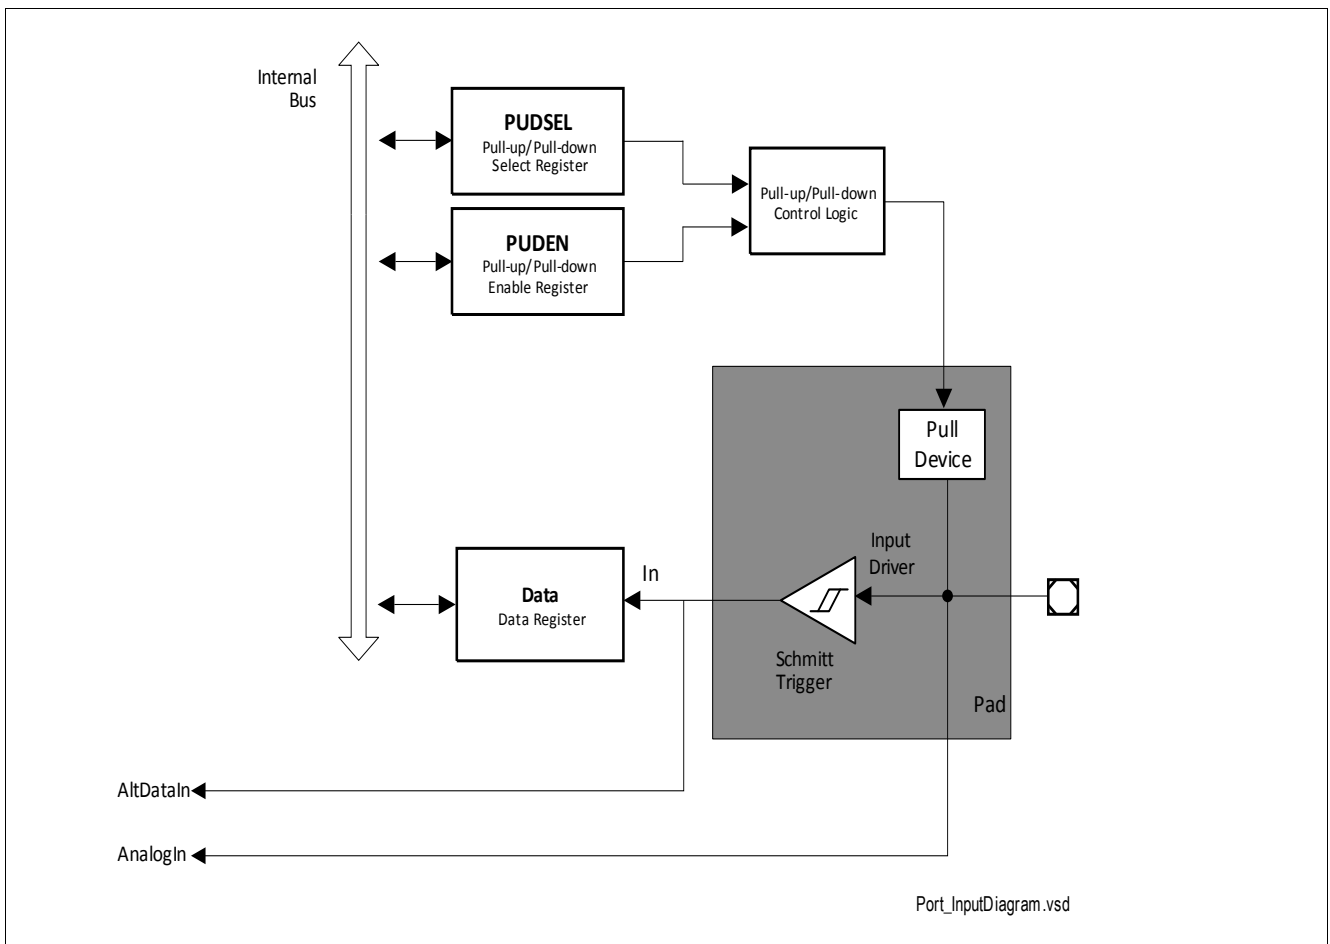 Internal
Bus
PUDSEL
Pull-up/Pull-down
Select Register
Pull-up/Pull-down
Control Logic
PUDEN
Pull-up/Pull-down
Enable Register
Pull
Device
Input
Driver
In
Data
Data Register
Schmitt
Trigger
Pad
AltDataIn
AnalogIn
Port_InputDiagram.vsd